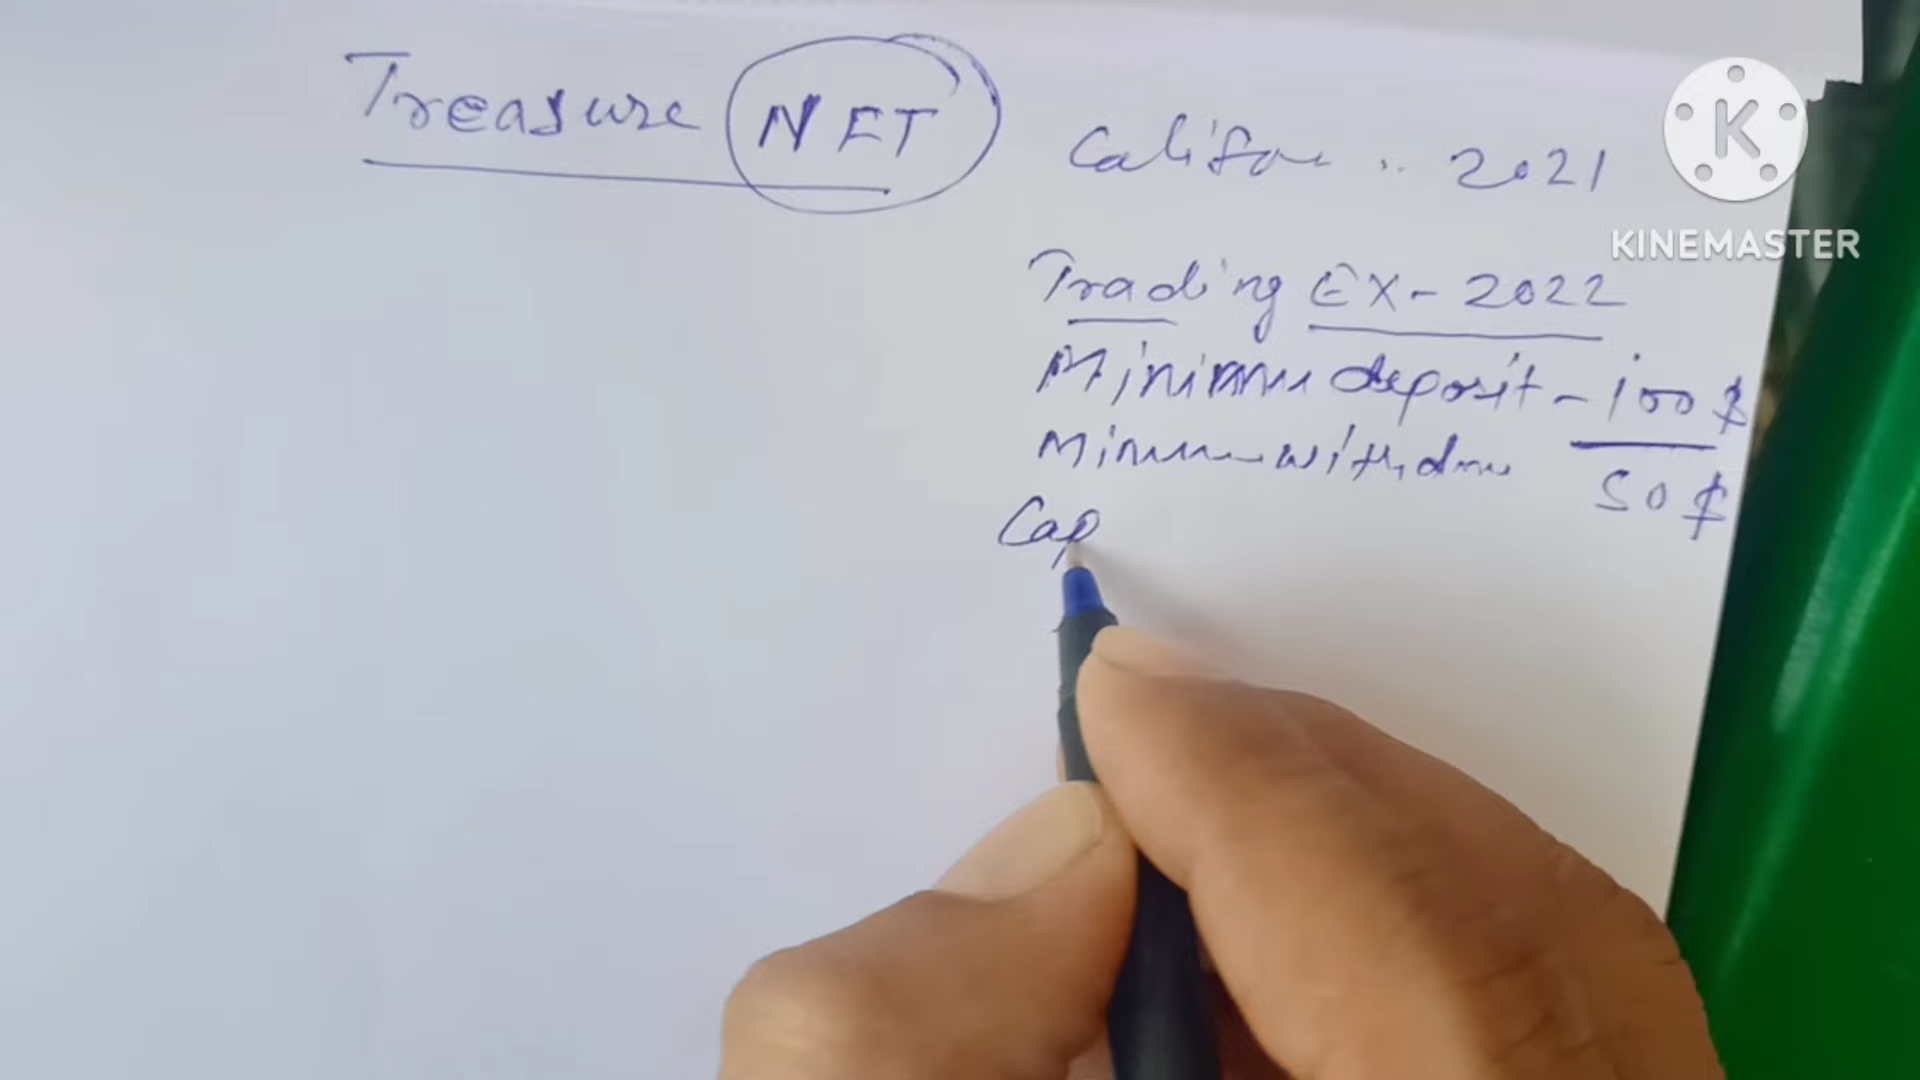 Treasure NFT
Califor .. 2021
K
KINEMASTER
Trading EX - 2022
Minimum deposit - 100 $
Minimum withdraw 50 $
Cap